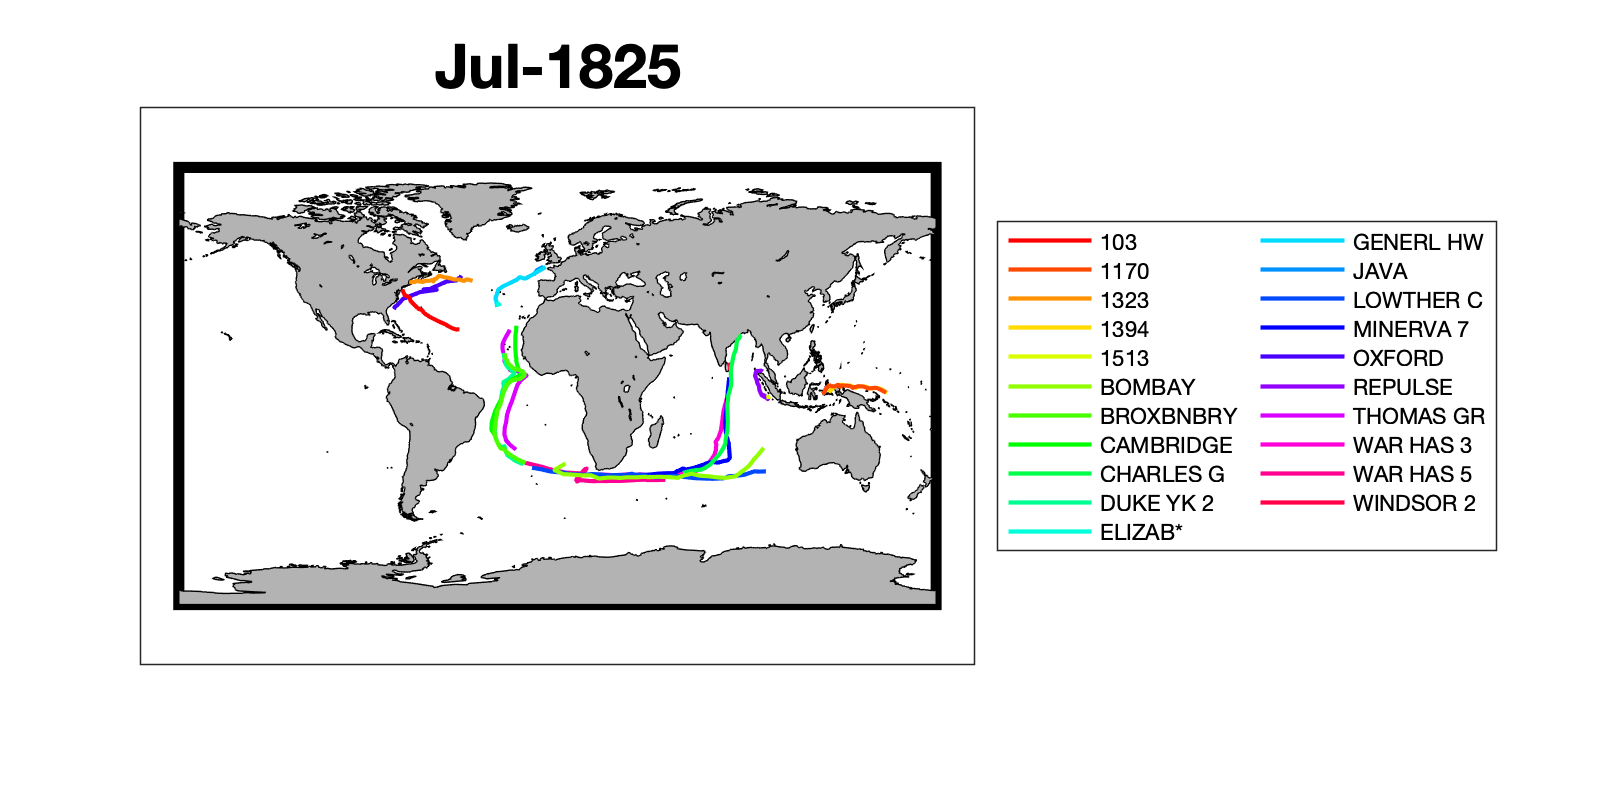 Jul-1825
103
1170
1323
1394
1513
BOMBAY
BROXBNBRY
CAMBRIDGE
CHARLES G
DUKE YK 2
ELIZAB*
GENERL HW
JAVA
LOWTHER C
MINERVA 7
OXFORD
REPULSE
THOMAS GR
WAR HAS 3
WAR HAS 5
WINDSOR 2